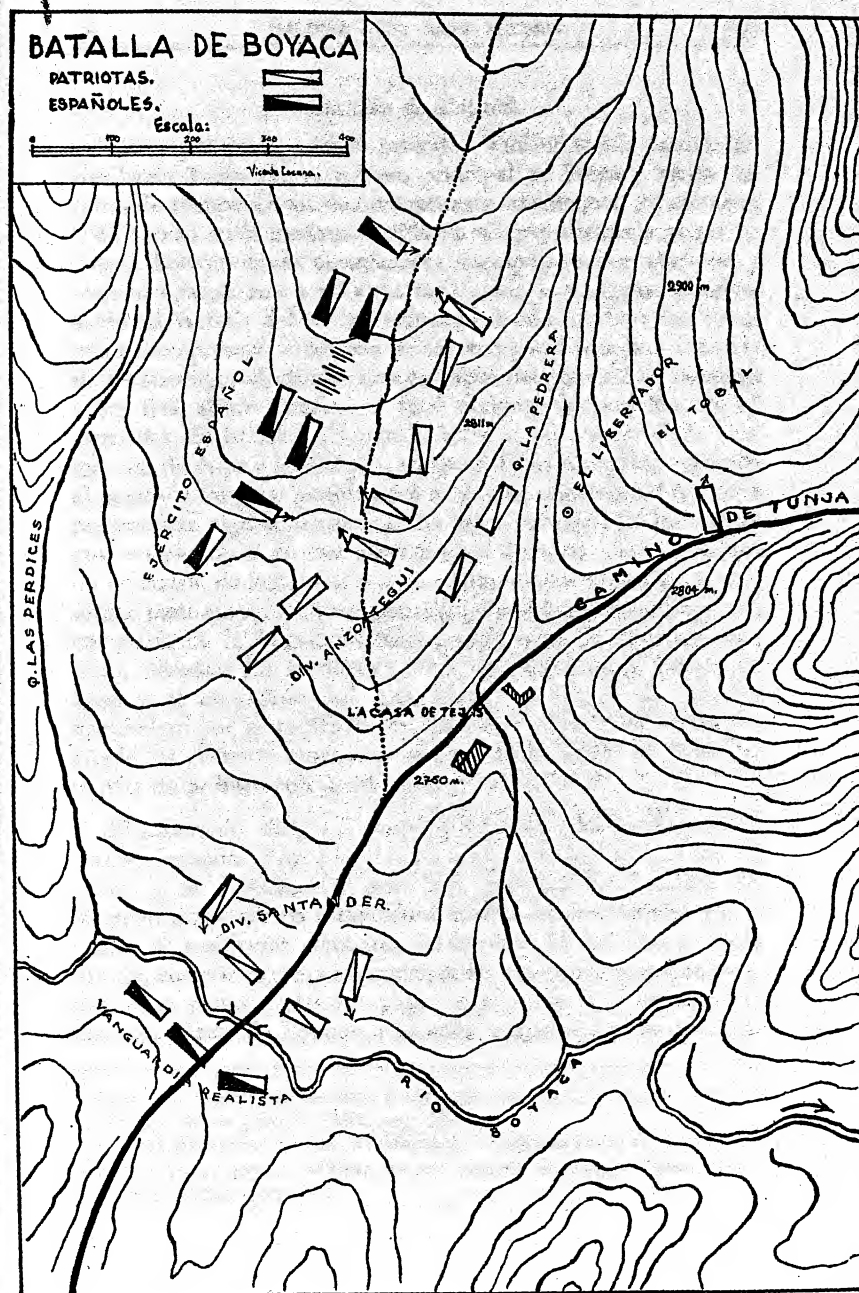 BATALLA DE BOYACA
PATRIOTAS.
ESPAÑOLES.
Escala:
0 100 200 300 400
Vicente Lecuna.
2900 m
EL LIBERTADOR
EL TOBAL
Q. LA PEDRERA
2811 m
EJERCITO ESPAÑOL
Q. LAS PERDICES
CAMINO DE TUNJA
2804 m.
DIV. ANZOATEGUI
LA CASA DE TEJAS
2760 m.
DIV. SANTANDER
VANGUARDIA REALISTA
RIO BOYACA